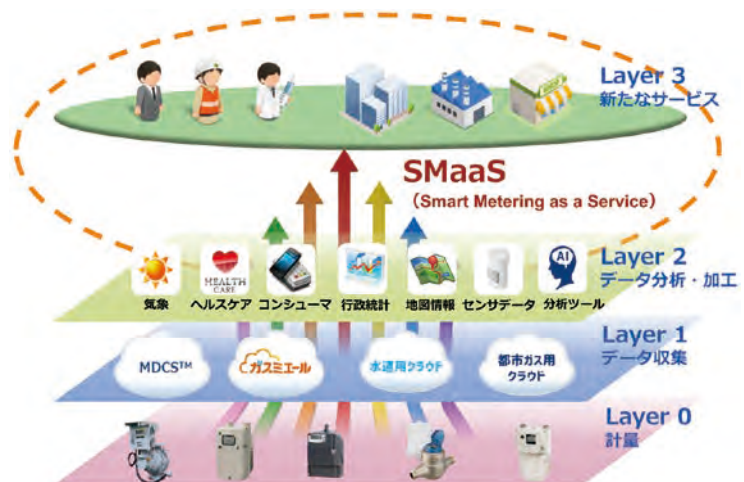 Layer 3
新たなサービス
SMaaS
(Smart Metering as a Service)
HEALTH
CARE
AI
Layer 2
データ分析・加工
気象
ヘルスケア
コンシューマ
行政統計
地図情報
センサデータ
分析ツール
Layer 1
データ収集
MDCS™
ガスミエール
水道用クラウド
都市ガス用
クラウド
Layer 0
計量